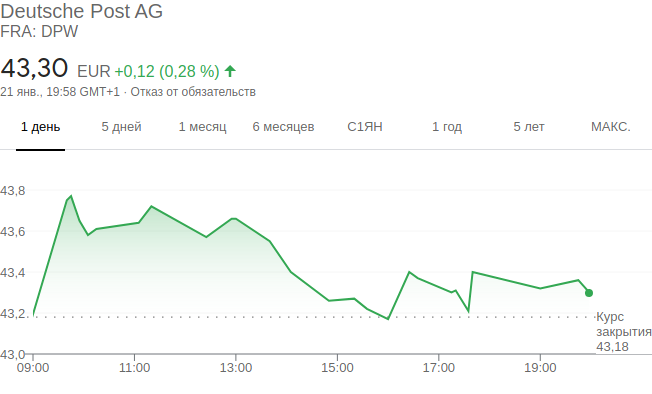 Deutsche Post AG
FRA: DPW
43,30 EUR +0,12 (0,28 %)
21 янв., 19:58 GMT+1 · Отказ от обязательств
1 день 5 дней 1 месяц 6 месяцев С1ЯН 1 год 5 лет МАКС.
43,8
43,6
43,4
43,2
Курс
закрытия
43,18
43,0
09:00 11:00 13:00 15:00 17:00 19:00